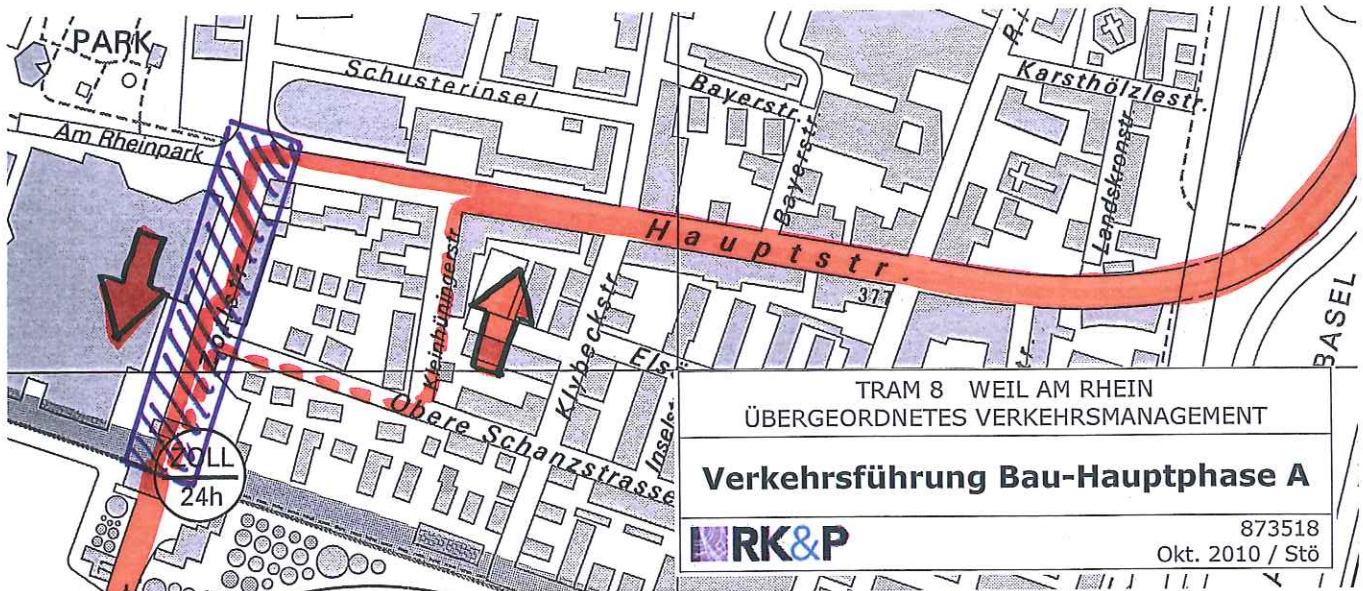 PARK
Schusterinsel
Am Rheinpark
Bayerstr.
Bayerstr.
Karsthölzlestr.
Landskronstr.
Hauptstr.
377
Zollstr.
Kleinhüningerstr.
Klybeckstr.
Obere Schanzstrasse
BASEL
ZOLL
24h
TRAM 8 WEIL AM RHEIN
ÜBERGEORDNETES VERKEHRSMANAGEMENT
Verkehrsführung Bau-Hauptphase A
RK&P
873518
Okt. 2010 / Stö